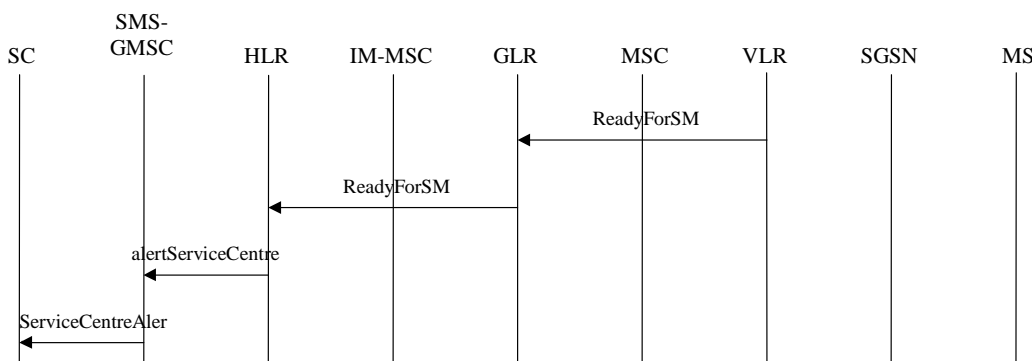 SC
SMS-
GMSC
HLR
IM-MSC
GLR
MSC
VLR
SGSN
MS
ReadyForSM
ReadyForSM
alertServiceCentre
ServiceCentreAler